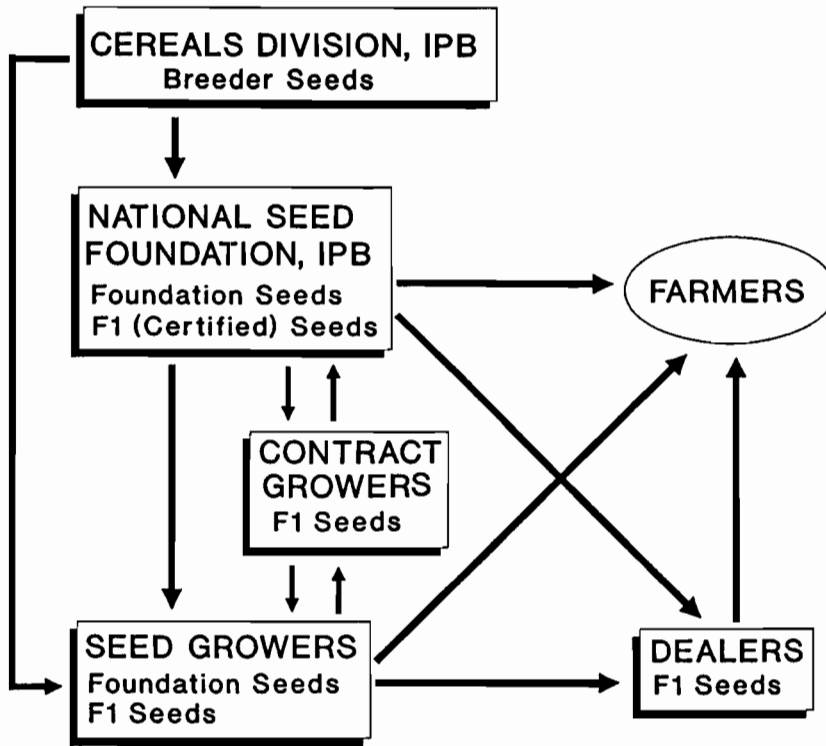 CEREALS DIVISION, IPB
Breeder Seeds
NATIONAL SEED
FOUNDATION, IPB
Foundation Seeds
F1 (Certified) Seeds
FARMERS
CONTRACT
GROWERS
F1 Seeds
SEED GROWERS
Foundation Seeds
F1 Seeds
DEALERS
F1 Seeds